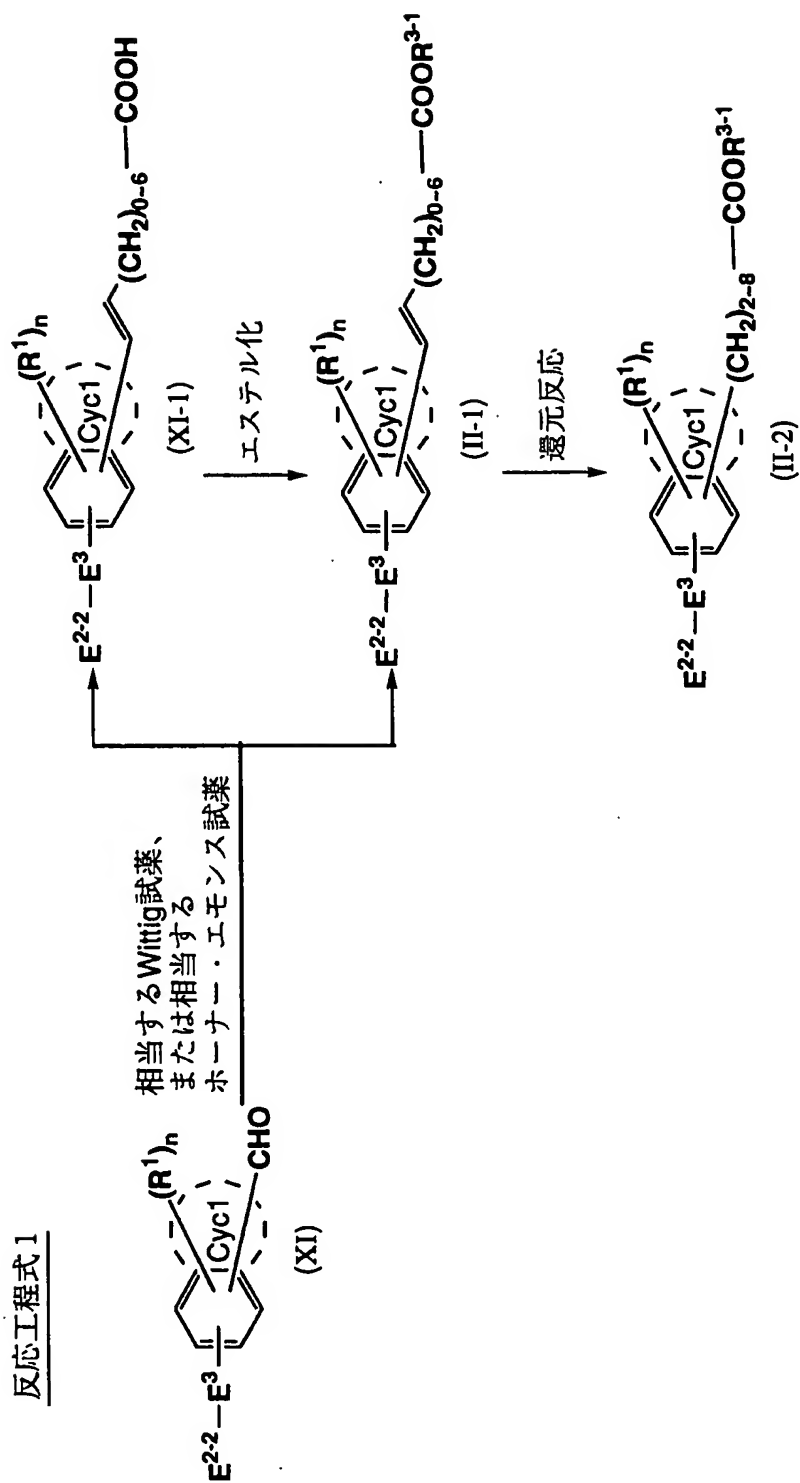 反応工程式1
E²⁻²—E³
Cyc1
(R¹)ₙ
CHO
(XI)
相当するWittig試薬、
または相当する
ホーナー・エモンス試薬
E²⁻²—E³
Cyc1
(R¹)ₙ
(CH₂)₀₋₆—COOH
(XI-1)
エステル化
E²⁻²—E³
Cyc1
(R¹)ₙ
(CH₂)₀₋₆—COOR³⁻¹
(II-1)
還元反応
E²⁻²—E³
Cyc1
(R¹)ₙ
(CH₂)₂₋₈—COOR³⁻¹
(II-2)